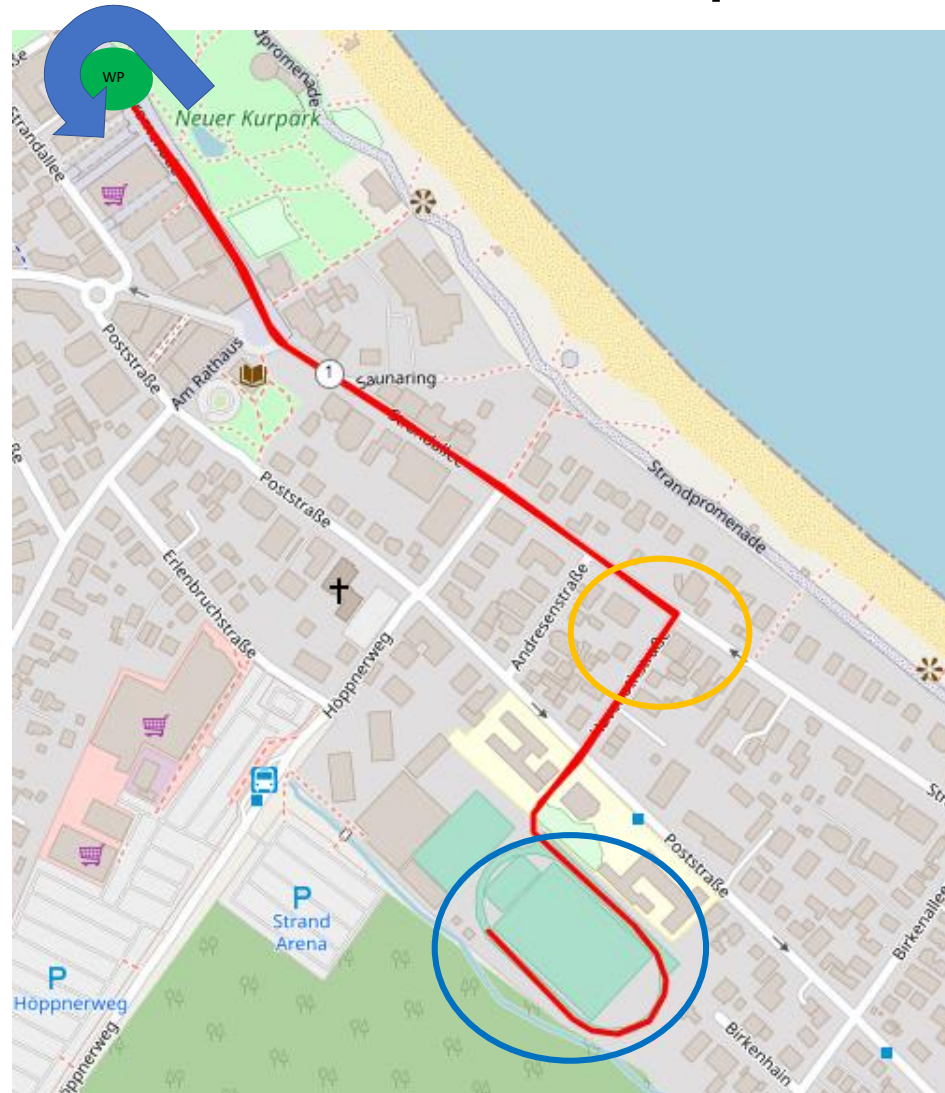 WP
Neuer Kurpark
Strandallee
Poststraße
Am Rathaus
1
Saunaring
Strandallee
Strandpromenade
Poststraße
Erlenbruchstraße
Andresenstraße
Höppnerweg
Poststraße
P
Strand
Arena
P
Höppnerweg
Birkenallee
Birkenhain